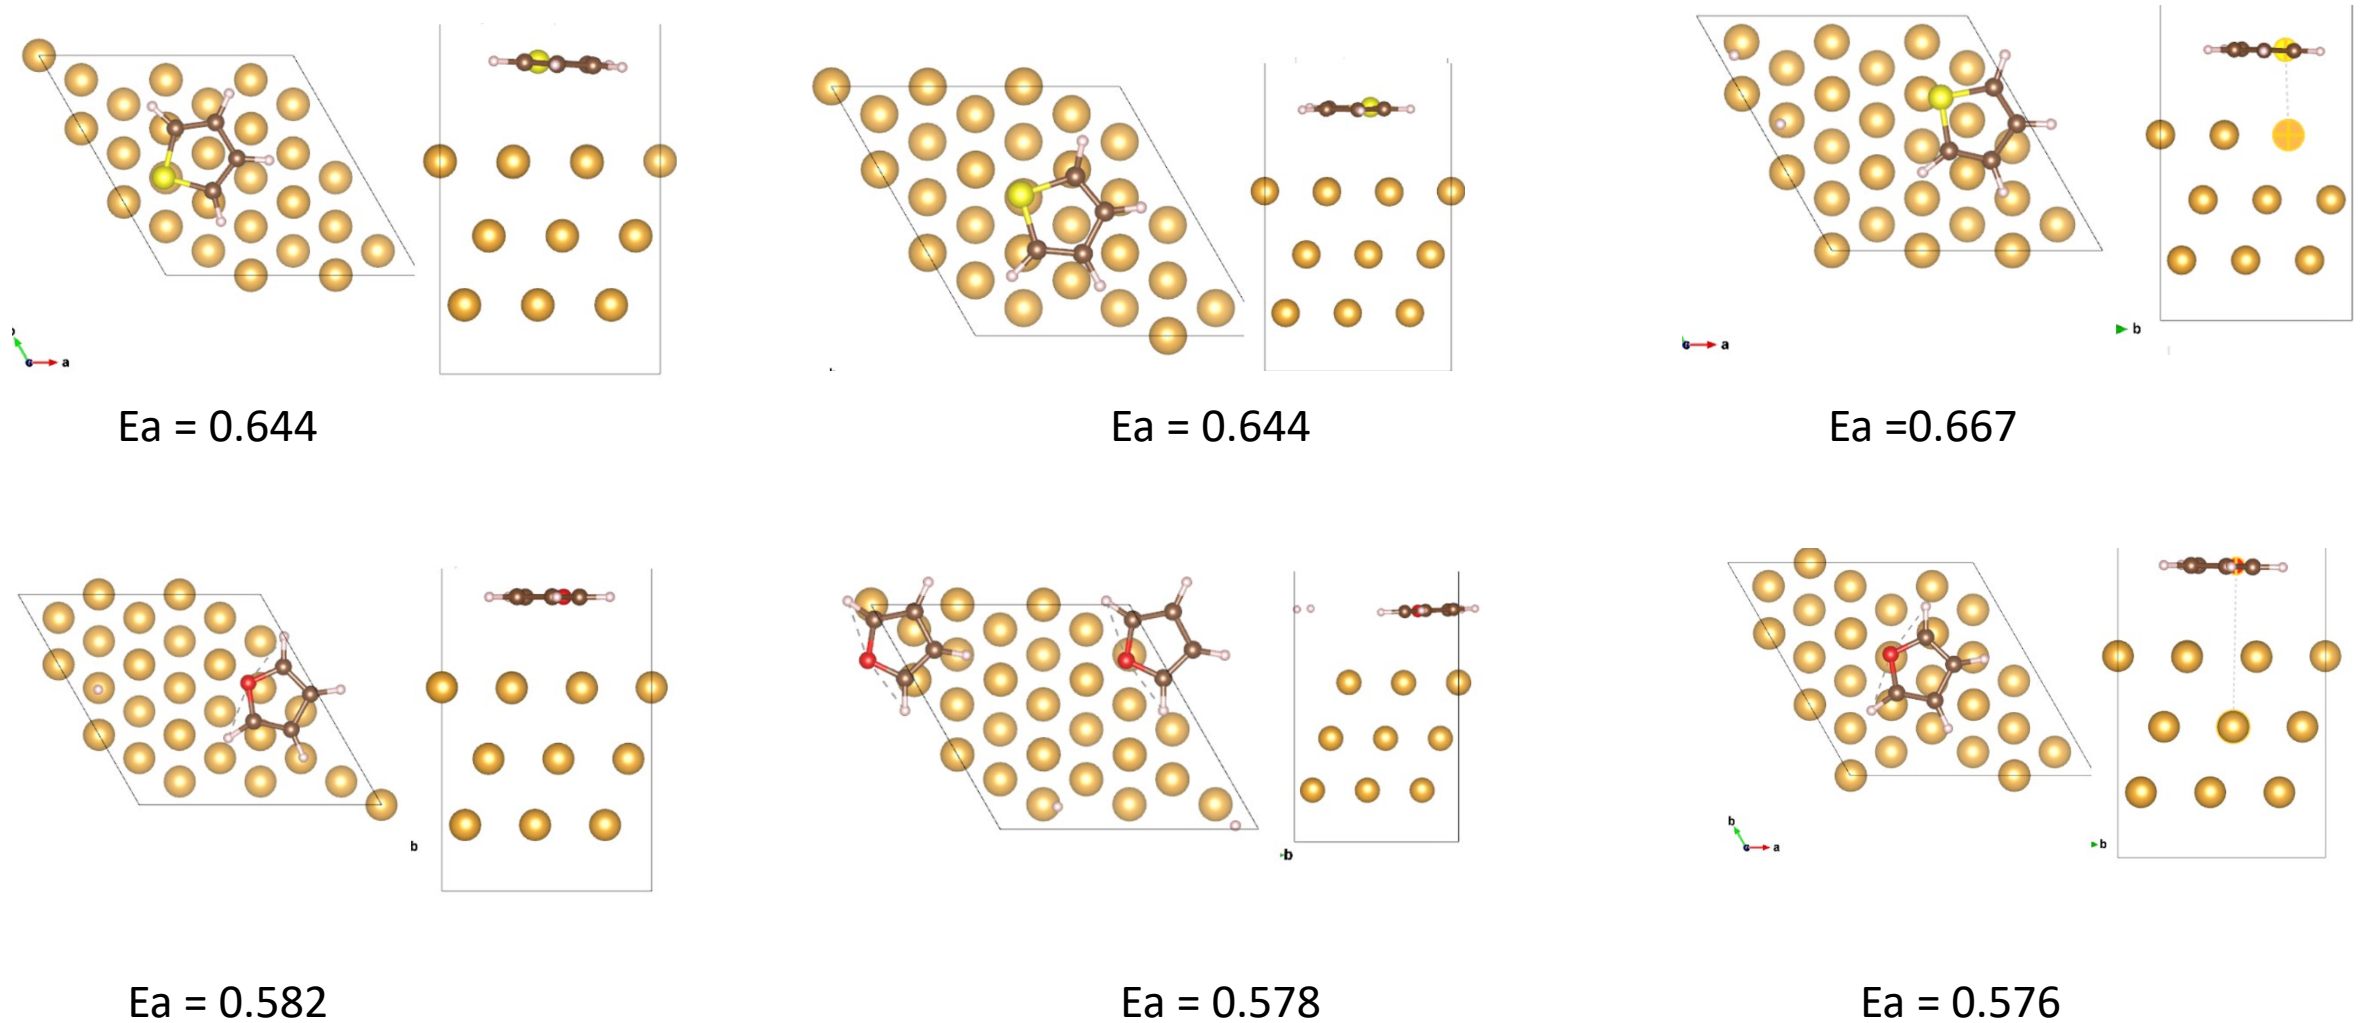 a
b
a
b
Ea = 0.644
Ea = 0.644
Ea =0.667
b
b
b
a
b
Ea = 0.582
Ea = 0.578
Ea = 0.576